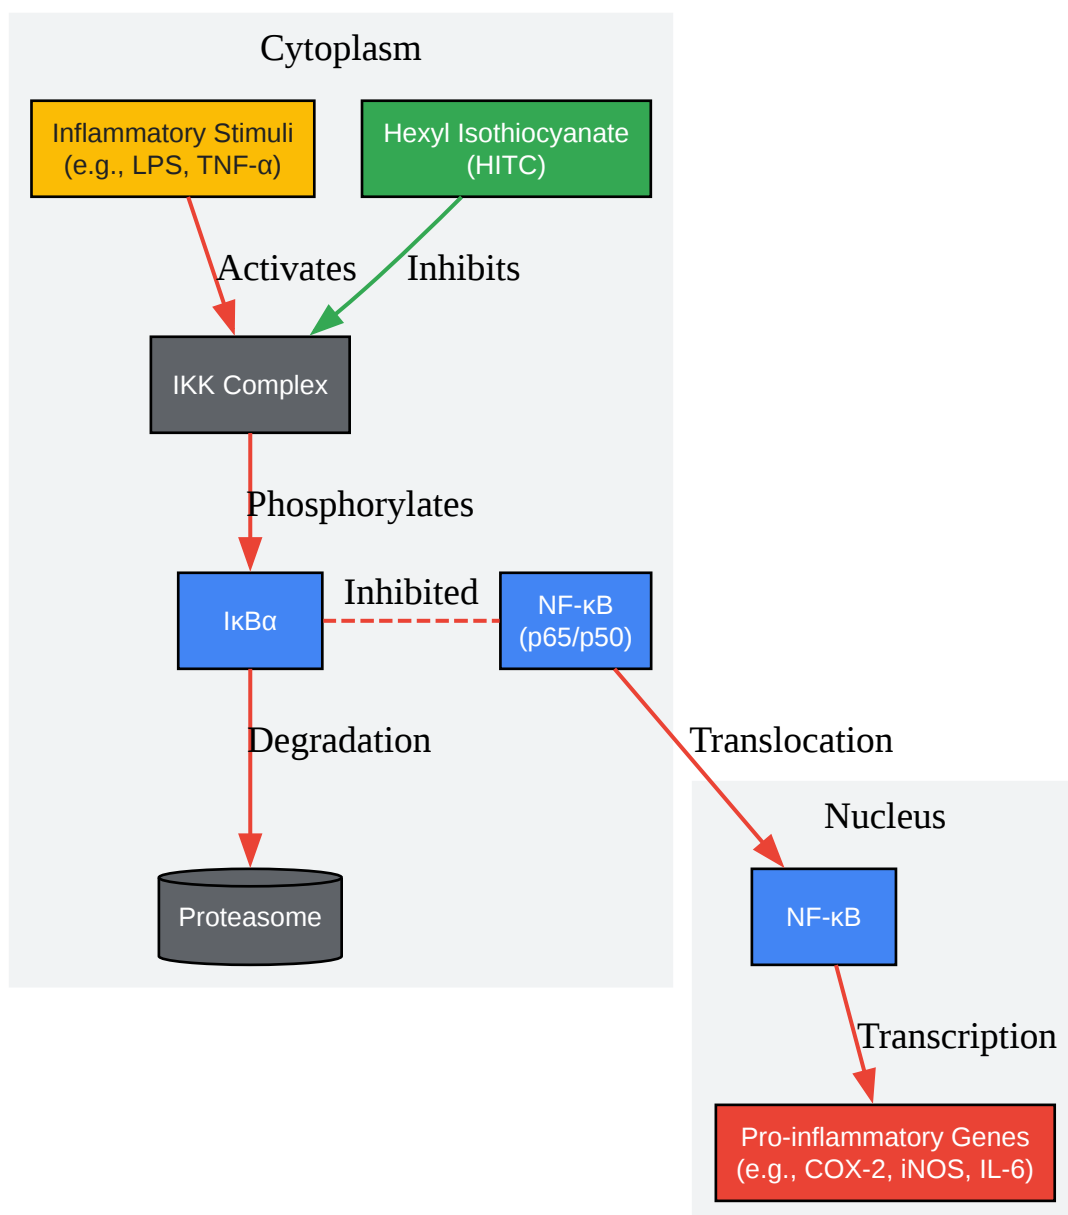 Cytoplasm
Inflammatory Stimuli
(e.g., LPS, TNF-α)
Hexyl Isothiocyanate
(HITC)
Activates
Inhibits
IKK Complex
Phosphorylates
IκBα
Inhibited
NF-κB
(p65/p50)
Degradation
Translocation
Nucleus
Proteasome
NF-κB
Transcription
Pro-inflammatory Genes
(e.g., COX-2, iNOS, IL-6)